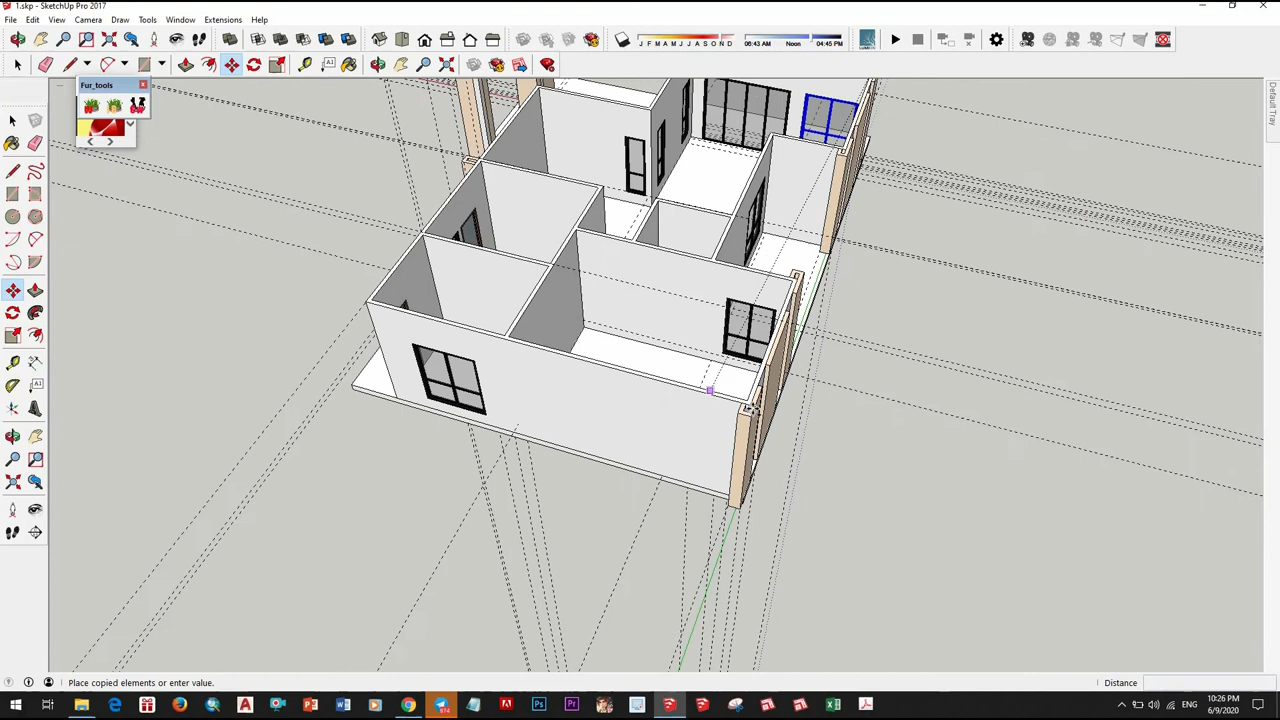 1.skp - SketchUp Pro 2017
File Edit View Camera Draw Tools Window Extensions Help
J F M A M J J A S O N D
06:43 AM Noon 04:45 PM
Fur_tools
Default Tray
Place copied elements or enter value.
Distance
10:26 PM
ENG
6/9/2020